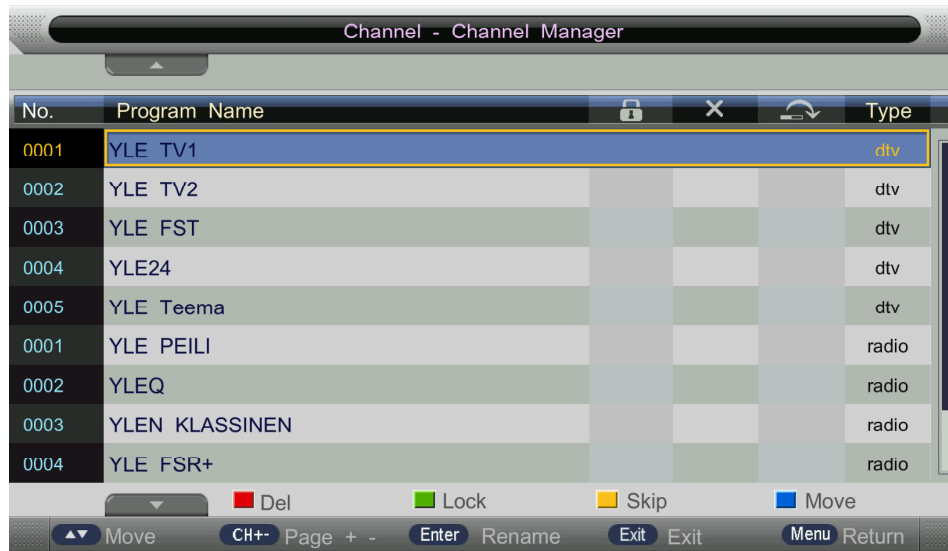 Channel - Channel Manager
No. Program Name Type
0001 YLE TV1 dtv
0002 YLE TV2 dtv
0003 YLE FST dtv
0004 YLE24 dtv
0005 YLE Teema dtv
0001 YLE PEILI radio
0002 YLEQ radio
0003 YLEN KLASSINEN radio
0004 YLE FSR+ radio
Del Lock Skip Move
Move CH+- Page + - Enter Rename Exit Exit Menu Return